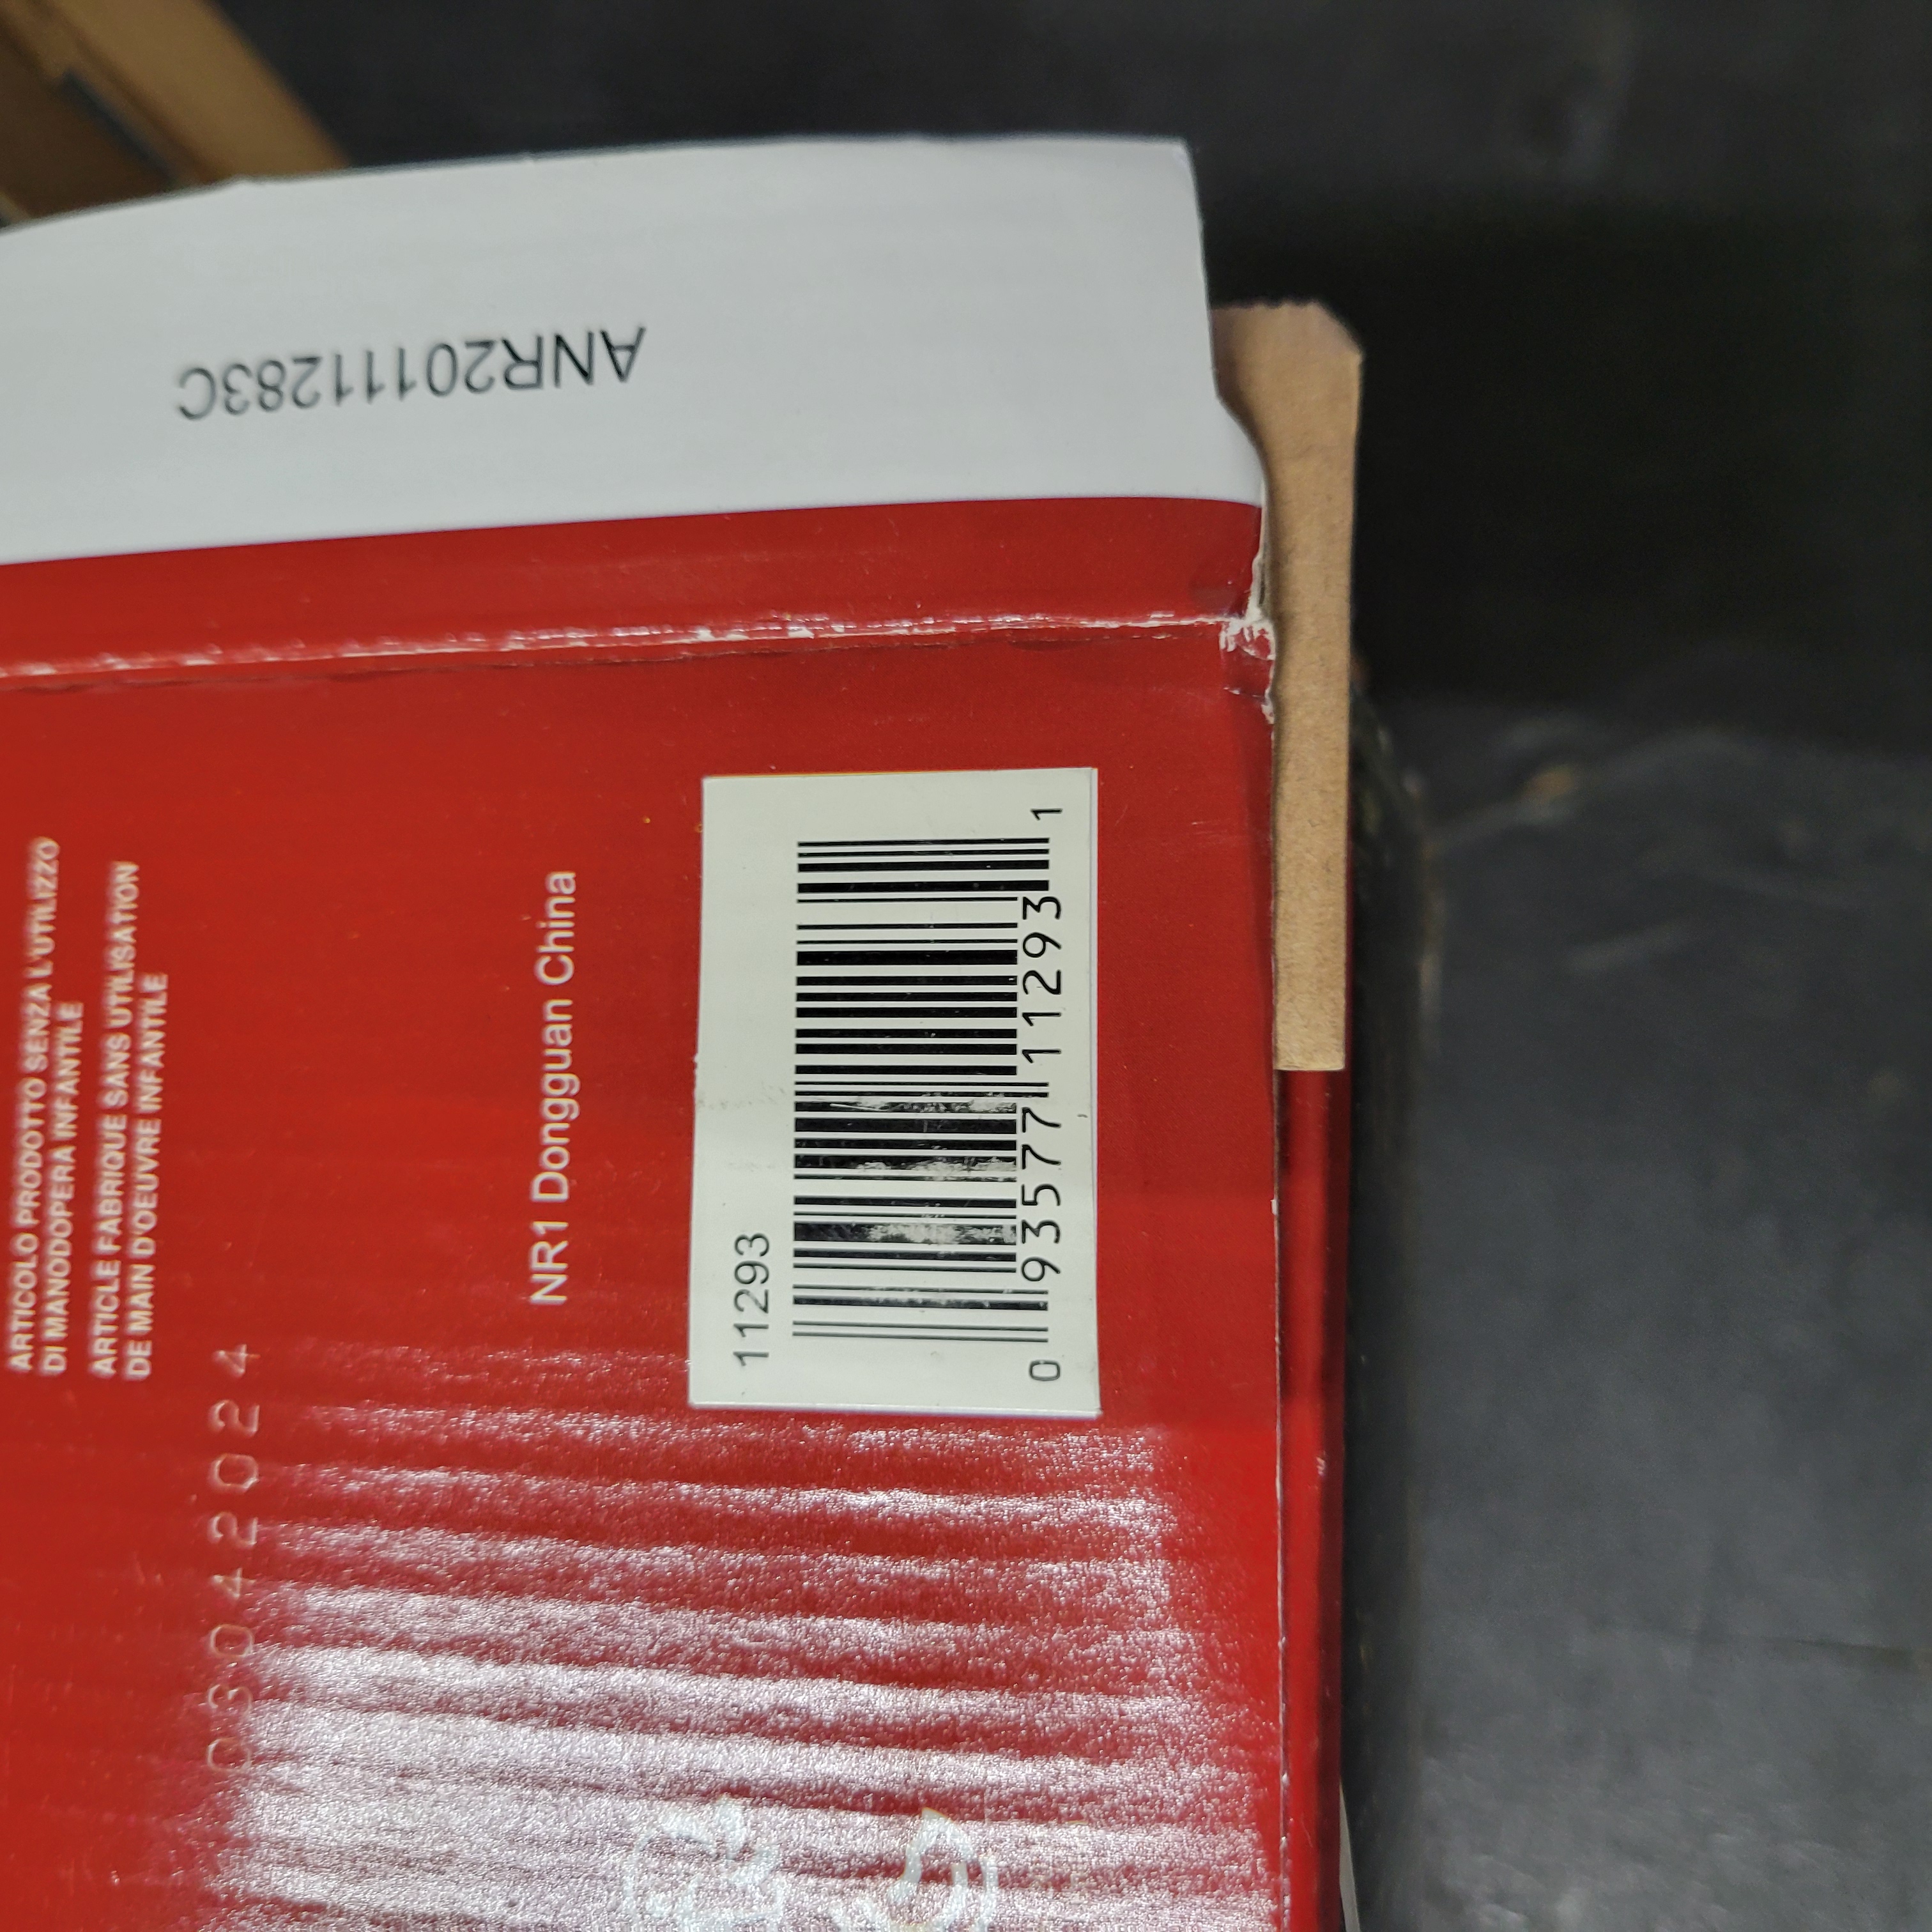 ANR20111283C
ARTICOLO PRODOTTO SENZA L'UTILIZZO
DI MANODOPERA INFANTILE
ARTICLE FABRIQUE SANS UTILISATION
DE MAIN D'OEUVRE INFANTILE
03042024
NR1 Dongguan China
11293
0 93577 11293 1